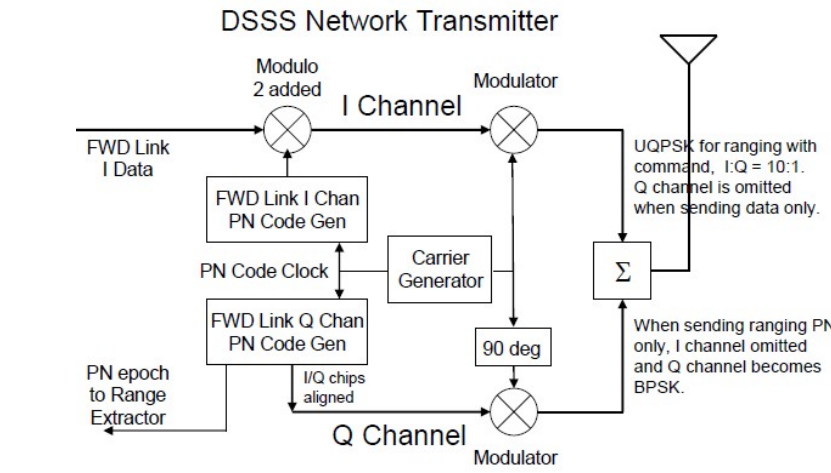 DSSS Network Transmitter
Modulo
2 added
I Channel
Modulator
FWD Link
I Data
UQPSK for ranging with
command, I:Q = 10:1.
Q channel is omitted
when sending data only.
FWD Link I Chan
PN Code Gen
PN Code Clock
Carrier
Generator
Σ
FWD Link Q Chan
PN Code Gen
90 deg
When sending ranging PN
only, I channel omitted
and Q channel becomes
BPSK.
PN epoch
to Range
Extractor
I/Q chips
aligned
Q Channel
Modulator